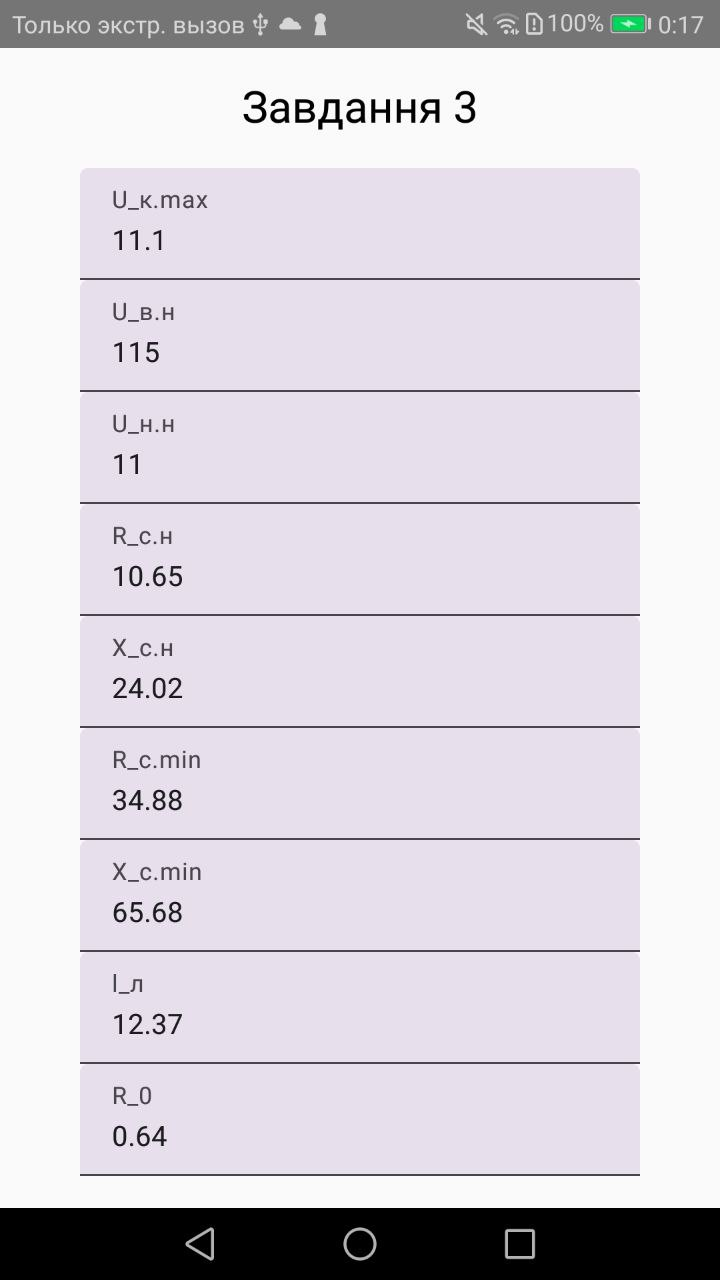 Только экстр. вызов 100% 0:17
Завдання 3
U_к.max
11.1
U_в.н
115
U_н.н
11
R_с.н
10.65
X_с.н
24.02
R_с.min
34.88
X_с.min
65.68
l_л
12.37
R_0
0.64